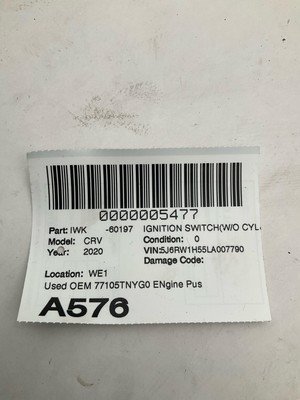 0000005477
Part: IWK -60197 IGNITION SWITCH(W/O CYL
Model: CRV Condition: 0
Year: 2020 VIN:5J6RW1H55LA007790
Damage Code:
Location: WE1
Used OEM 77105TNYG0 ENgine Pus
A576